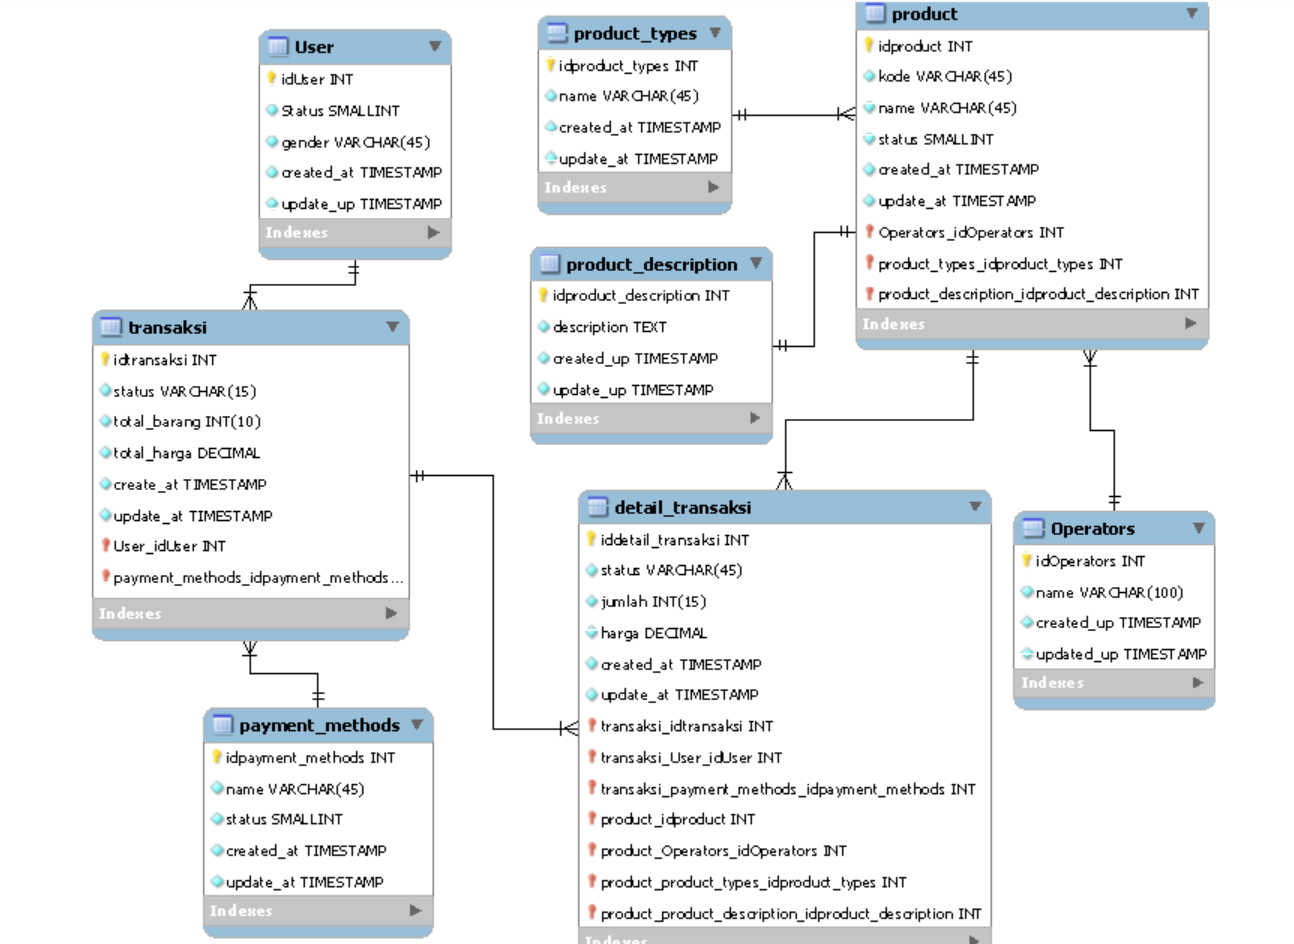 User
idUser INT
Status SMALLINT
gender VARCHAR(45)
created_at TIMESTAMP
update_up TIMESTAMP
Indexes
product_types
idproduct_types INT
name VARCHAR(45)
created_at TIMESTAMP
update_at TIMESTAMP
Indexes
product
idproduct INT
kode VARCHAR(45)
name VARCHAR(45)
status SMALLINT
created_at TIMESTAMP
update_at TIMESTAMP
Operators_idOperators INT
product_types_idproduct_types INT
product_description_idproduct_description INT
Indexes
product_description
idproduct_description INT
description TEXT
created_up TIMESTAMP
update_up TIMESTAMP
Indexes
transaksi
idtransaksi INT
status VARCHAR(15)
total_barang INT(10)
total_harga DECIMAL
create_at TIMESTAMP
update_at TIMESTAMP
User_idUser INT
payment_methods_idpayment_methods...
Indexes
detail_transaksi
iddetail_transaksi INT
status VARCHAR(45)
jumlah INT(15)
harga DECIMAL
created_at TIMESTAMP
update_at TIMESTAMP
transaksi_idtransaksi INT
transaksi_User_idUser INT
transaksi_payment_methods_idpayment_methods INT
product_idproduct INT
product_Operators_idOperators INT
product_product_types_idproduct_types INT
product_product_description_idproduct_description INT
Indexes
Operators
idOperators INT
name VARCHAR(100)
created_up TIMESTAMP
updated_up TIMESTAMP
Indexes
payment_methods
idpayment_methods INT
name VARCHAR(45)
status SMALLINT
created_at TIMESTAMP
update_at TIMESTAMP
Indexes